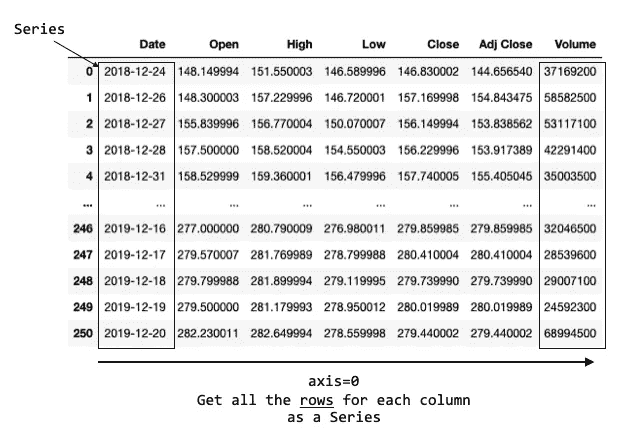 Series
Date Open High Low Close Adj Close Volume
0 2018-12-24 148.149994 151.550003 146.589996 146.830002 144.656540 37169200
1 2018-12-26 148.300003 157.229996 146.720001 157.169998 154.843475 58582500
2 2018-12-27 155.839996 156.770004 150.070007 156.149994 153.838562 53117100
3 2018-12-28 157.500000 158.520004 154.550003 156.229996 153.917389 42291400
4 2018-12-31 158.529999 159.360001 156.479996 157.740005 155.405045 35003500
... ... ... ... ... ... ... ...
246 2019-12-16 277.000000 280.790009 276.980011 279.859985 279.859985 32046500
247 2019-12-17 279.570007 281.769989 278.799988 280.410004 280.410004 28539600
248 2019-12-18 279.799988 281.899994 279.119995 279.739990 279.739990 29007100
249 2019-12-19 279.500000 281.179993 278.950012 280.019989 280.019989 24592300
250 2019-12-20 282.230011 282.649994 278.559998 279.440002 279.440002 68994500
axis=0
Get all the rows for each column
as a Series